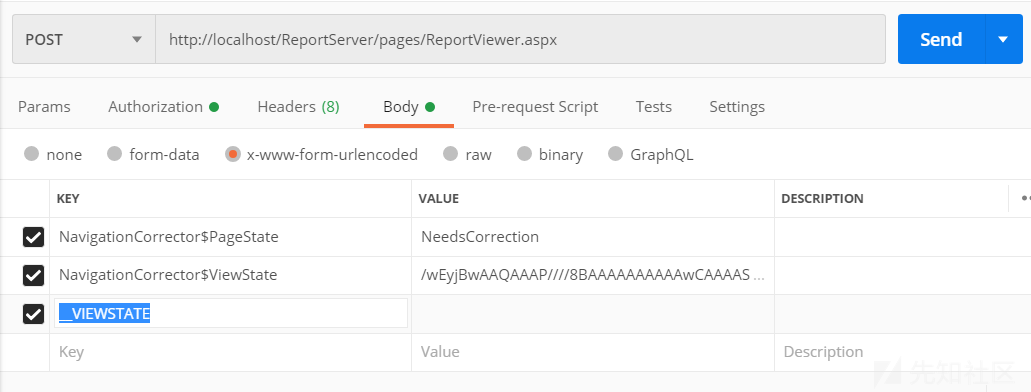 POST http://localhost/ReportServer/pages/ReportViewer.aspx Send
Params Authorization Headers (8) Body Pre-request Script Tests Settings
none form-data x-www-form-urlencoded raw binary GraphQL
KEY VALUE DESCRIPTION
NavigationCorrector$PageState NeedsCorrection
NavigationCorrector$ViewState /wEyjBwAAQAAAP////8BAAAAAAAAAAwCAAAAS ...
__VIEWSTATE
Key Value Description
先知社区